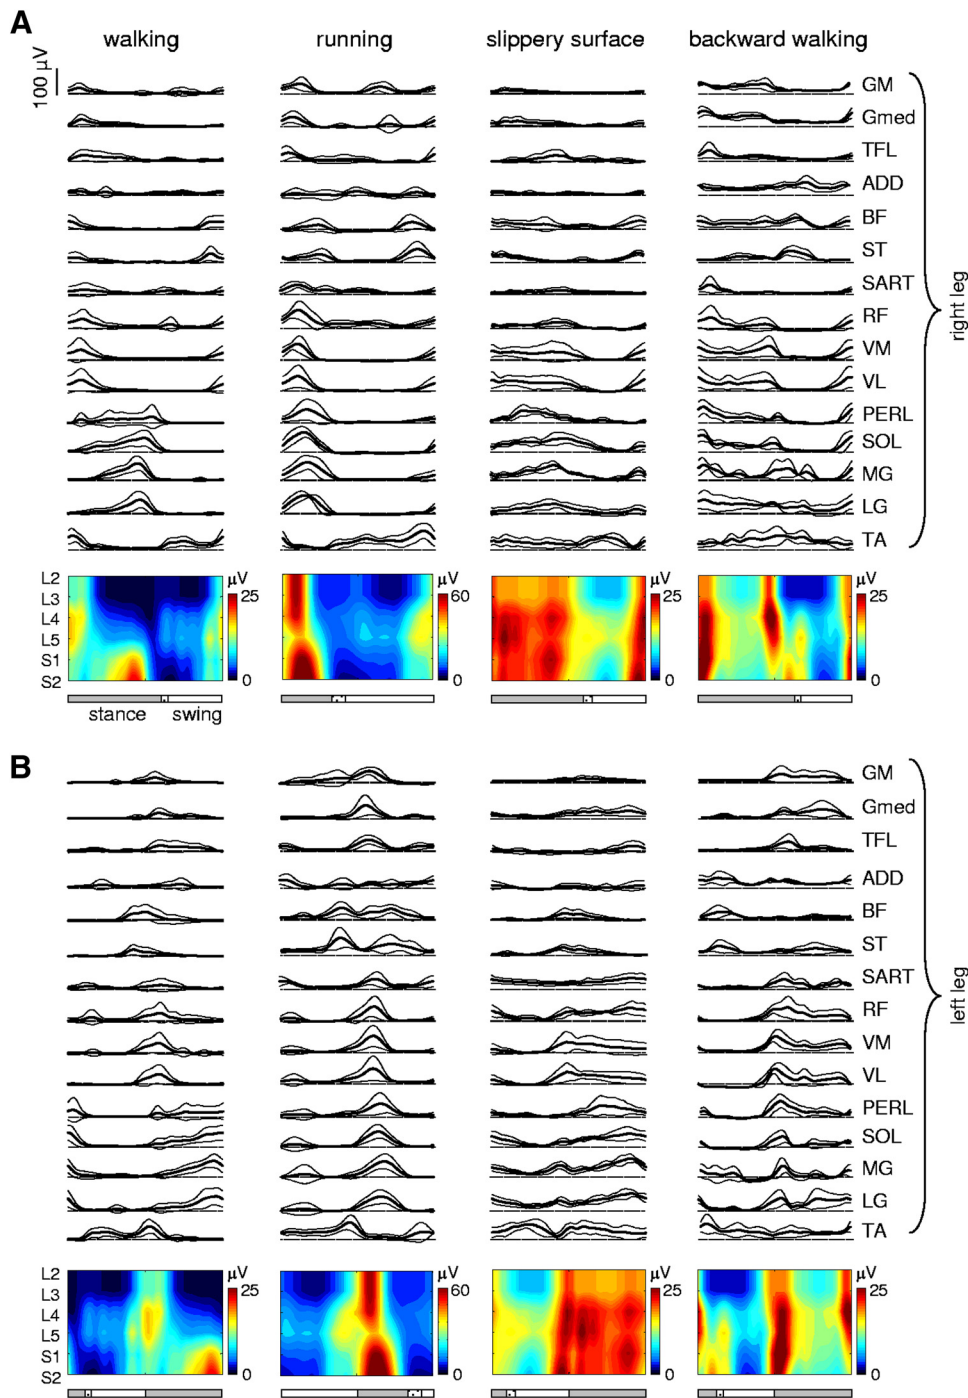 A
walking running slippery surface backward walking
100 µV
GM
Gmed
TFL
ADD
BF
ST
SART
RF
VM
VL
PERL
SOL
MG
LG
TA
right leg
L2
L3
L4
L5
S1
S2
µV
25
0
µV
60
0
µV
25
0
µV
25
0
stance swing
B
GM
Gmed
TFL
ADD
BF
ST
SART
RF
VM
VL
PERL
SOL
MG
LG
TA
left leg
L2
L3
L4
L5
S1
S2
µV
25
0
µV
60
0
µV
25
0
µV
25
0